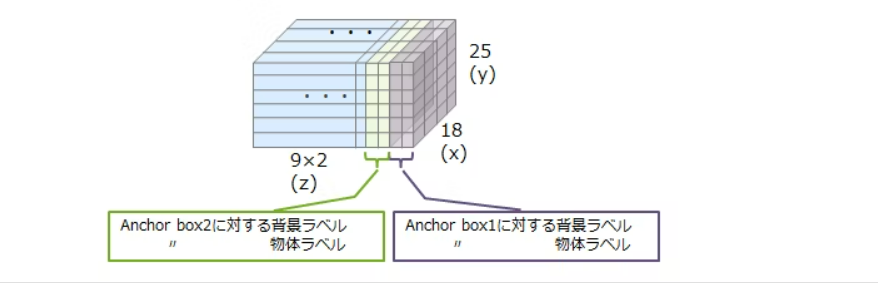 ・・・
・・・
25
(y)
18
(x)
9×2
(z)
Anchor box2に対する背景ラベル
〃 物体ラベル
Anchor box1に対する背景ラベル
〃 物体ラベル